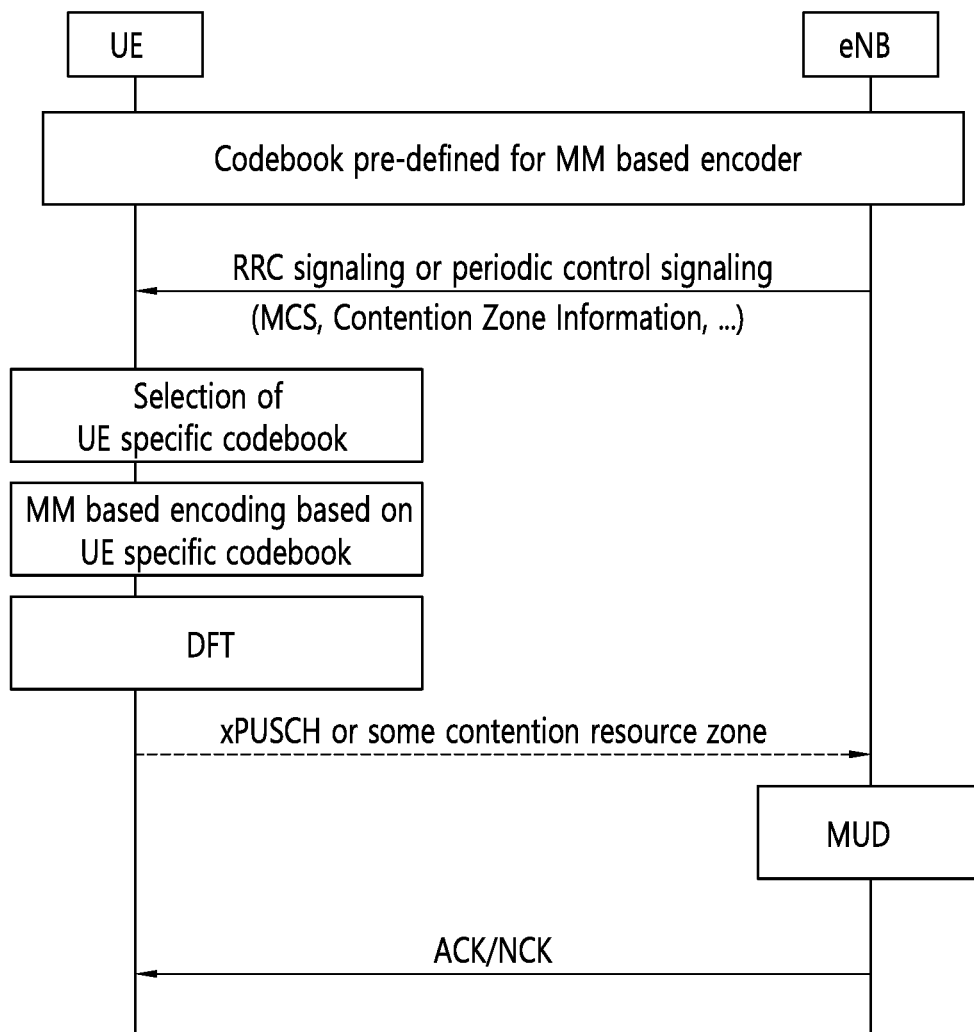 UE
eNB
Codebook pre-defined for MM based encoder
RRC signaling or periodic control signaling
(MCS, Contention Zone Information, ...)
Selection of
UE specific codebook
MM based encoding based on
UE specific codebook
DFT
xPUSCH or some contention resource zone
MUD
ACK/NCK